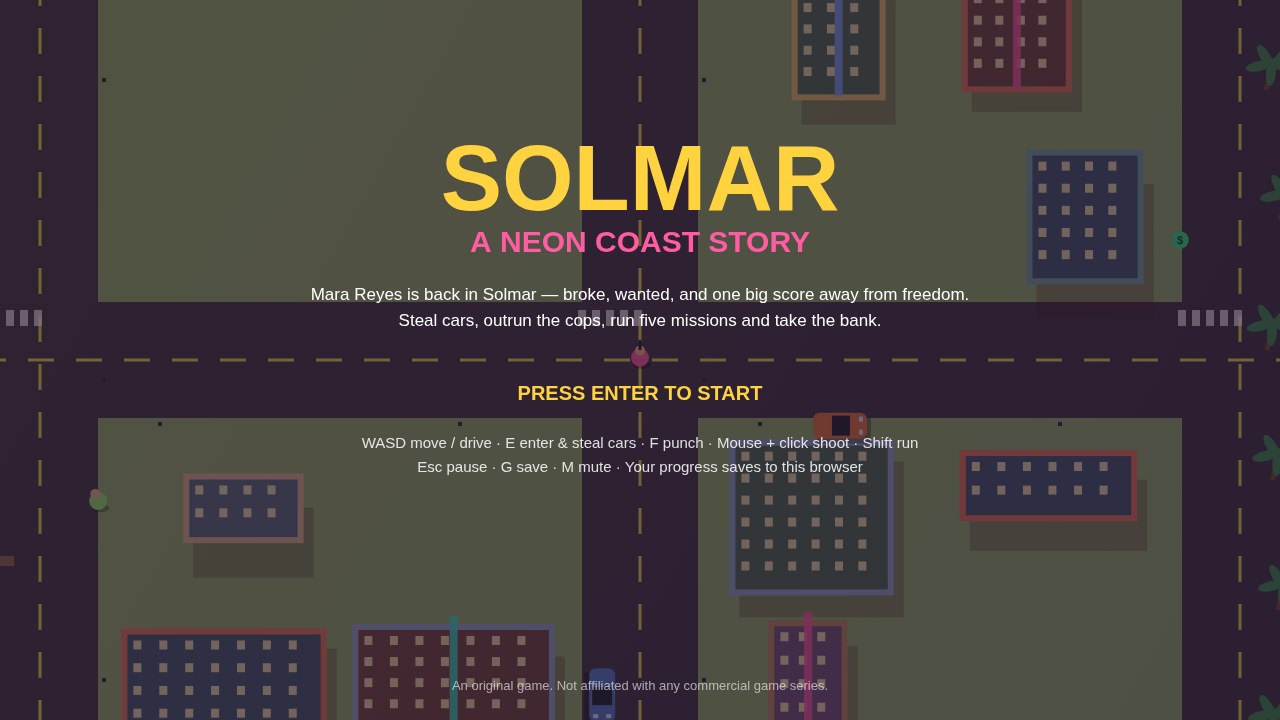 SOLMAR
A NEON COAST STORY
Mara Reyes is back in Solmar — broke, wanted, and one big score away from freedom.
Steal cars, outrun the cops, run five missions and take the bank.
PRESS ENTER TO START
WASD move / drive · E enter & steal cars · F punch · Mouse + click shoot · Shift run
Esc pause · G save · M mute · Your progress saves to this browser
An original game. Not affiliated with any commercial game series.
$